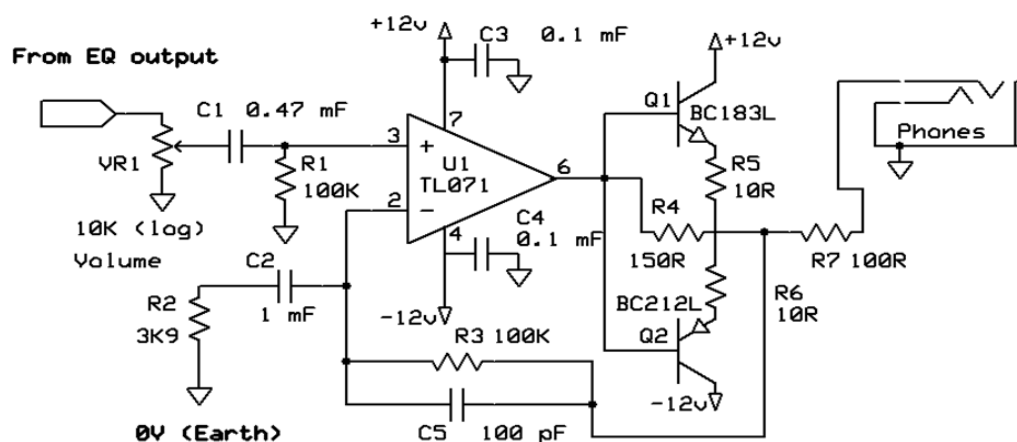 +12v
C3 0.1 mF
+12v
From EQ output
C1 0.47 mF
7
Q1
BC183L
Phones
VR1
3
+
U1
TL071
6
R1
100K
R5
10R
2
-
C4
0.1 mF
4
R4
150R
10K (log)
Volume
R7 100R
C2
1 mF
R2
3K9
-12v
BC212L
R6
10R
R3 100K
Q2
-12v
0V (Earth)
C5 100 pF